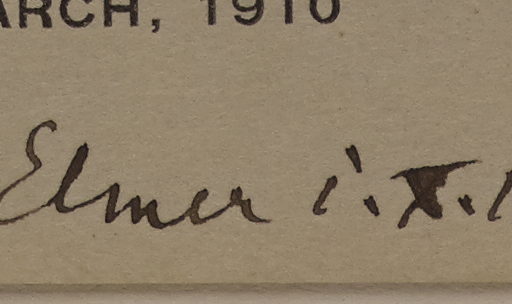 ARCH, 1910
Elmer i.X.